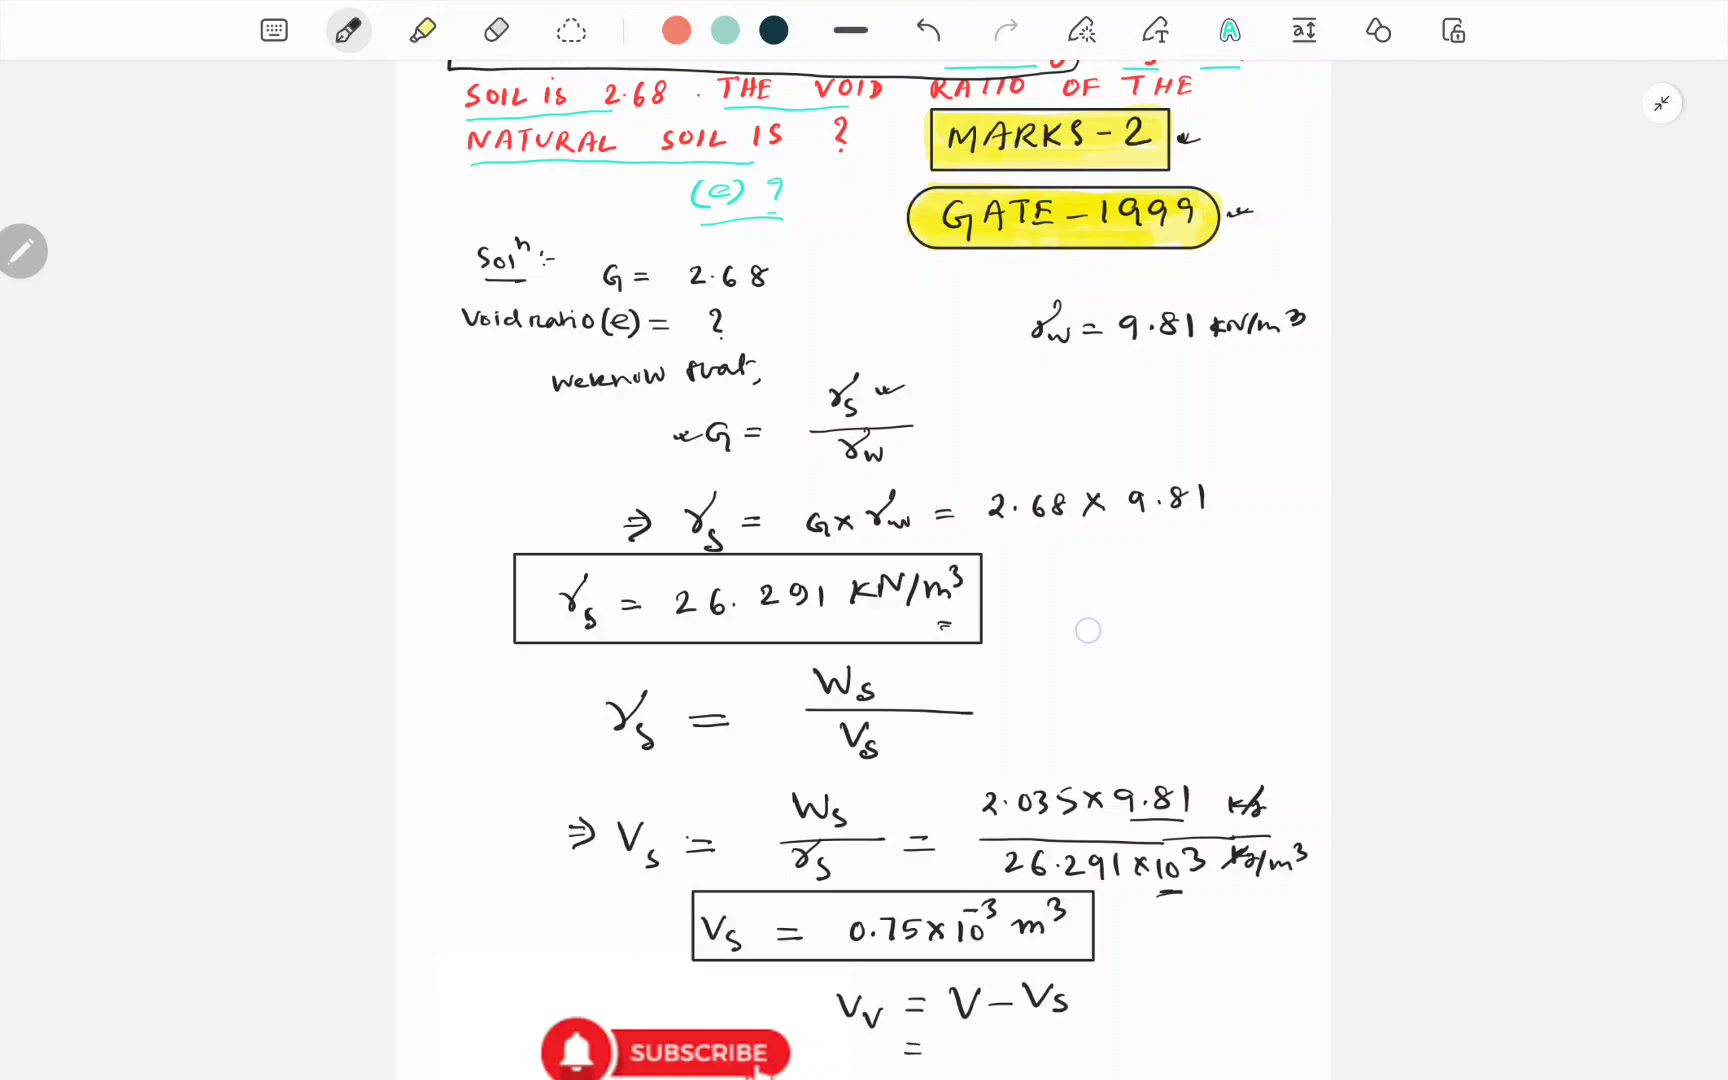 SOIL IS 2.68. THE VOID RATIO OF THE
NATURAL SOIL IS ?
MARKS - 2
(e) ?
GATE - 1999
Solⁿ :-
G = 2.68
Void ratio (e) = ?
γw = 9.81 kN/m³
we know that,
G = γs / γw
⇒ γs = G × γw = 2.68 × 9.81
γs = 26.291 KN/m³
γs = Ws / Vs
⇒ Vs = Ws / γs = 2.035 × 9.81 / 26.291 × 10³ /m³
Vs = 0.75 × 10⁻³ m³
Vv = V - Vs
=
SUBSCRIBE